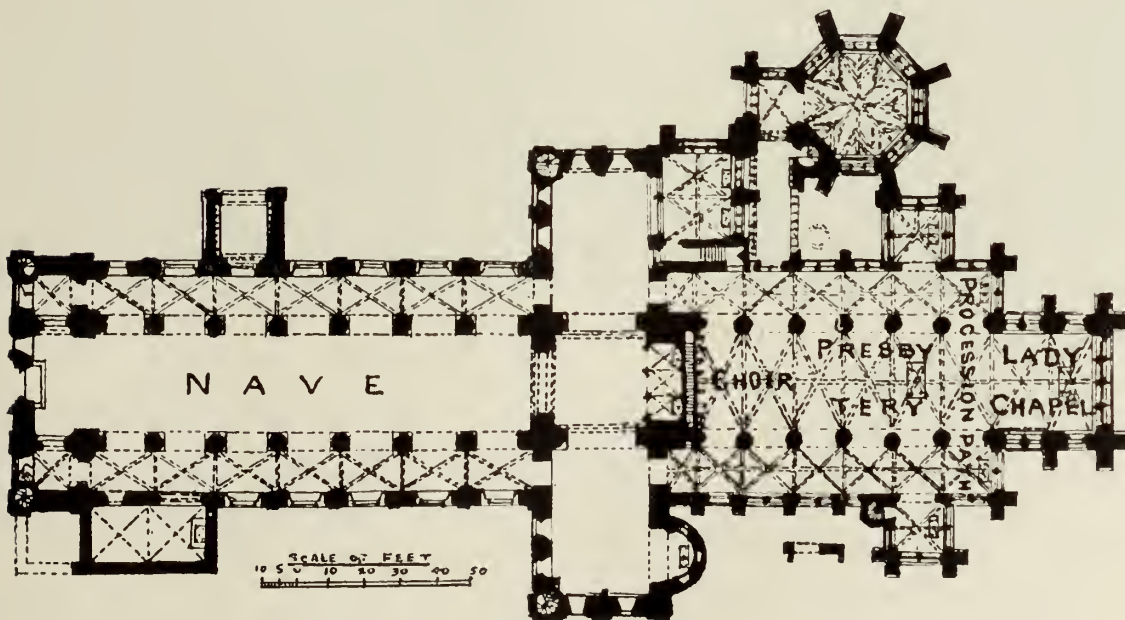 NAVE
CHOIR
PRESBY
TERY
PROCESSION PATH
LADY
CHAPEL
SCALE OF FEET
10 5 0 10 20 30 40 50